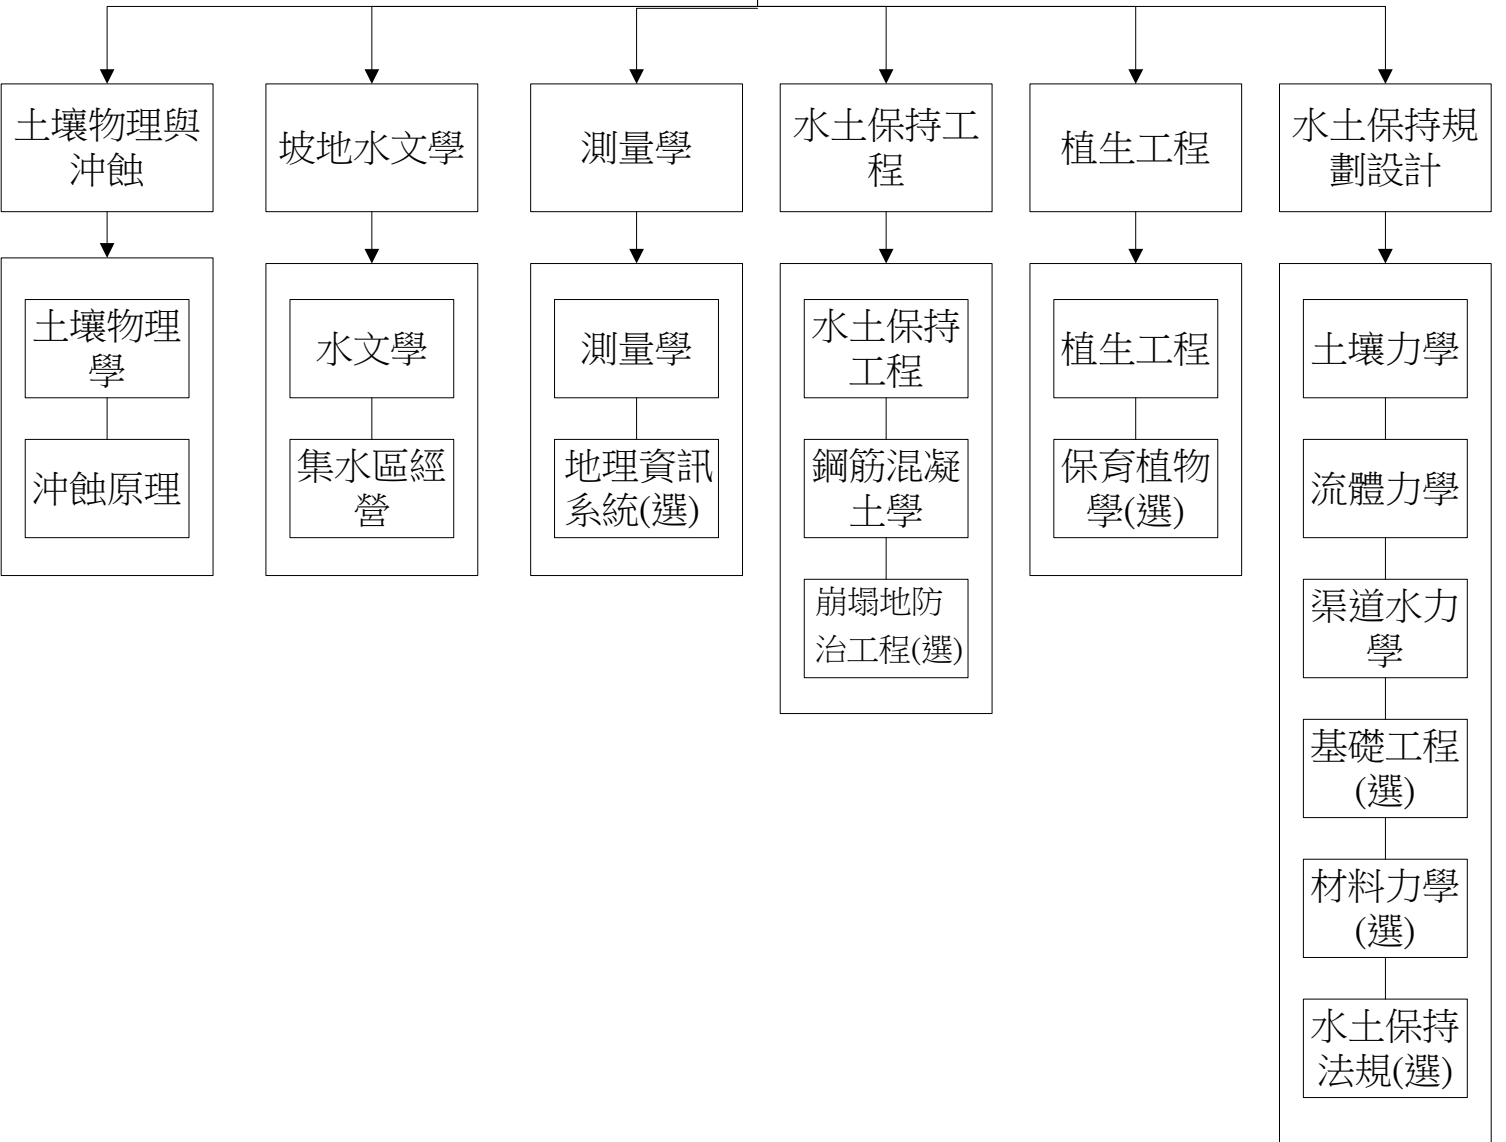 土壤物理與
沖蝕
坡地水文學
測量學
水土保持工
程
植生工程
水土保持規
劃設計
土壤物理
學
沖蝕原理
水文學
集水區經
營
測量學
地理資訊
系統(選)
水土保持
工程
鋼筋混凝
土學
崩塌地防
治工程(選)
植生工程
保育植物
學(選)
土壤力學
流體力學
渠道水力
學
基礎工程
(選)
材料力學
(選)
水土保持
法規(選)